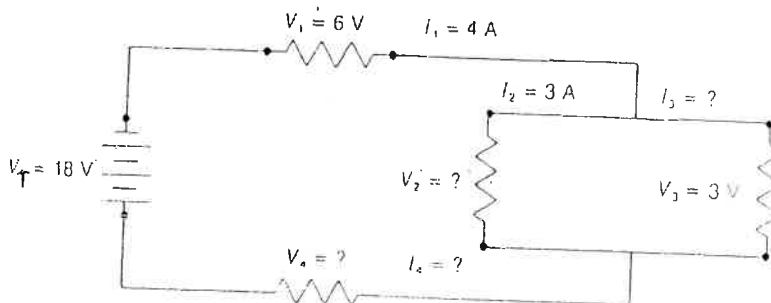 V₁ = 6 V
I₁ = 4 A
I₂ = 3 A
I₃ = ?
V_T = 18 V
V₂ = ?
V₃ = 3 V
V₄ = ?
I₄ = ?